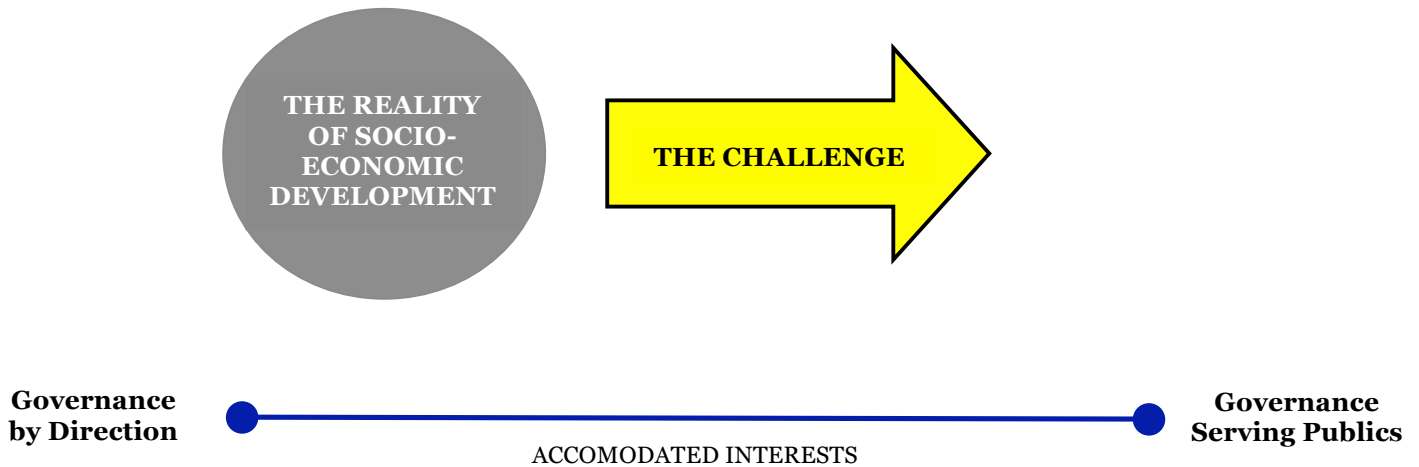 THE REALITY
OF SOCIO-
ECONOMIC
DEVELOPMENT
THE CHALLENGE
Governance
by Direction
ACCOMODATED INTERESTS
Governance
Serving Publics